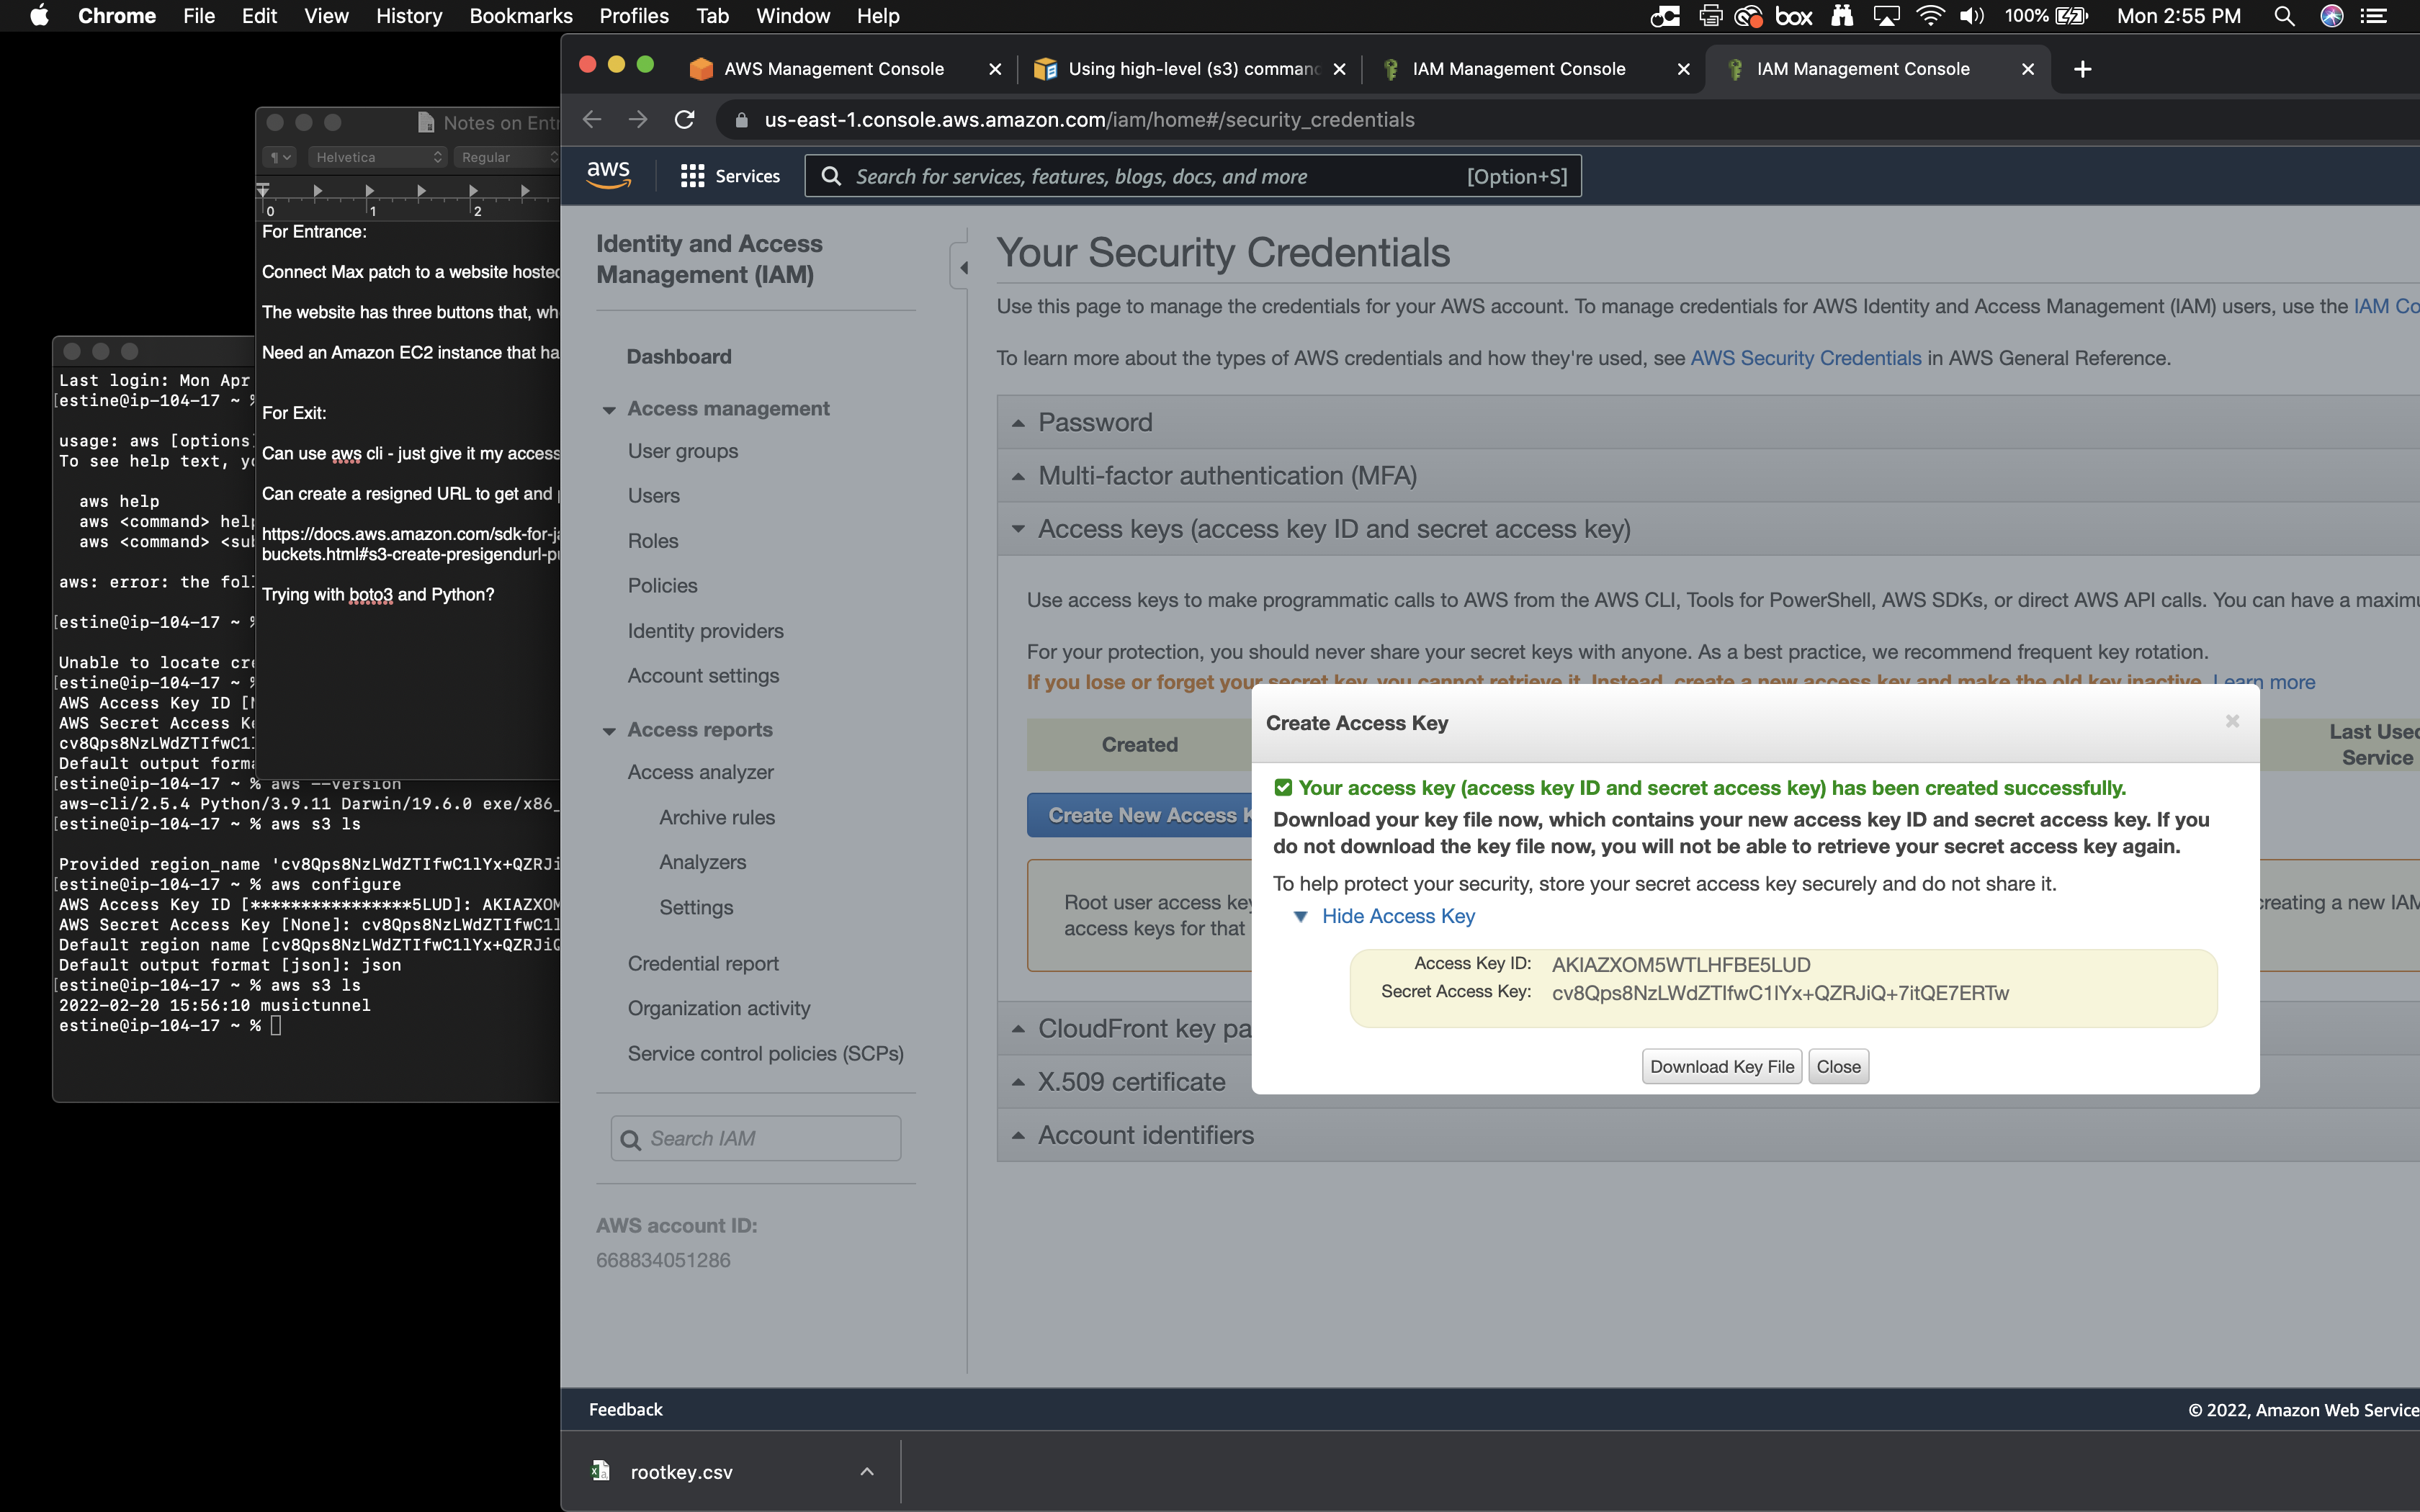 Chrome File Edit View History Bookmarks Profiles Tab Window Help
box 100% Mon 2:55 PM
AWS Management Console
Using high-level (s3) comman
IAM Management Console
IAM Management Console
us-east-1.console.aws.amazon.com/iam/home#/security_credentials
Notes on Entr
Helvetica Regular
0 1 2
For Entrance:
Connect Max patch to a website hosted
The website has three buttons that, wh
Need an Amazon EC2 instance that ha
For Exit:
Can use aws cli - just give it my access
Can create a resigned URL to get and p
https://docs.aws.amazon.com/sdk-for-ja
buckets.html#s3-create-presigendurl-pu
Trying with boto3 and Python?
Last login: Mon Apr
[estine@ip-104-17 ~ %
usage: aws [options]
To see help text, yo
aws help
aws <command> help
aws <command> <sub
aws: error: the fol
[estine@ip-104-17 ~ %
Unable to locate cre
[estine@ip-104-17 ~ %
AWS Access Key ID [N
AWS Secret Access Ke
cv8Qps8NzLWdZTIfwC1l
Default output forma
[estine@ip-104-17 ~ % aws --version
aws-cli/2.5.4 Python/3.9.11 Darwin/19.6.0 exe/x86_
[estine@ip-104-17 ~ % aws s3 ls
Provided region_name 'cv8Qps8NzLWdZTIfwC1lYx+QZRJi
[estine@ip-104-17 ~ % aws configure
AWS Access Key ID [****************5LUD]: AKIAZXOM
AWS Secret Access Key [None]: cv8Qps8NzLWdZTIfwC1l
Default region name [cv8Qps8NzLWdZTIfwC1lYx+QZRJiQ
Default output format [json]: json
[estine@ip-104-17 ~ % aws s3 ls
2022-02-20 15:56:10 musictunnel
estine@ip-104-17 ~ %
aws
Services
Search for services, features, blogs, docs, and more [Option+S]
Identity and Access
Management (IAM)
Dashboard
Access management
User groups
Users
Roles
Policies
Identity providers
Account settings
Access reports
Access analyzer
Archive rules
Analyzers
Settings
Credential report
Organization activity
Service control policies (SCPs)
Search IAM
AWS account ID:
668834051286
Your Security Credentials
Use this page to manage the credentials for your AWS account. To manage credentials for AWS Identity and Access Management (IAM) users, use the IAM Co
To learn more about the types of AWS credentials and how they're used, see AWS Security Credentials in AWS General Reference.
Password
Multi-factor authentication (MFA)
Access keys (access key ID and secret access key)
Use access keys to make programmatic calls to AWS from the AWS CLI, Tools for PowerShell, AWS SDKs, or direct AWS API calls. You can have a maximu
For your protection, you should never share your secret keys with anyone. As a best practice, we recommend frequent key rotation.
If you lose or forget your secret key, you cannot retrieve it. Instead, create a new access key and make the old key inactive. Learn more
Created
Last Used
Service
Create New Access K
Root user access key
access keys for that
creating a new IAM
Create Access Key
Your access key (access key ID and secret access key) has been created successfully.
Download your key file now, which contains your new access key ID and secret access key. If you
do not download the key file now, you will not be able to retrieve your secret access key again.
To help protect your security, store your secret access key securely and do not share it.
Hide Access Key
Access Key ID: AKIAZXOM5WTLHFBE5LUD
Secret Access Key: cv8Qps8NzLWdZTIfwC1lYx+QZRJiQ+7itQE7ERTw
Download Key File
Close
CloudFront key pa
X.509 certificate
Account identifiers
Feedback
© 2022, Amazon Web Service
rootkey.csv